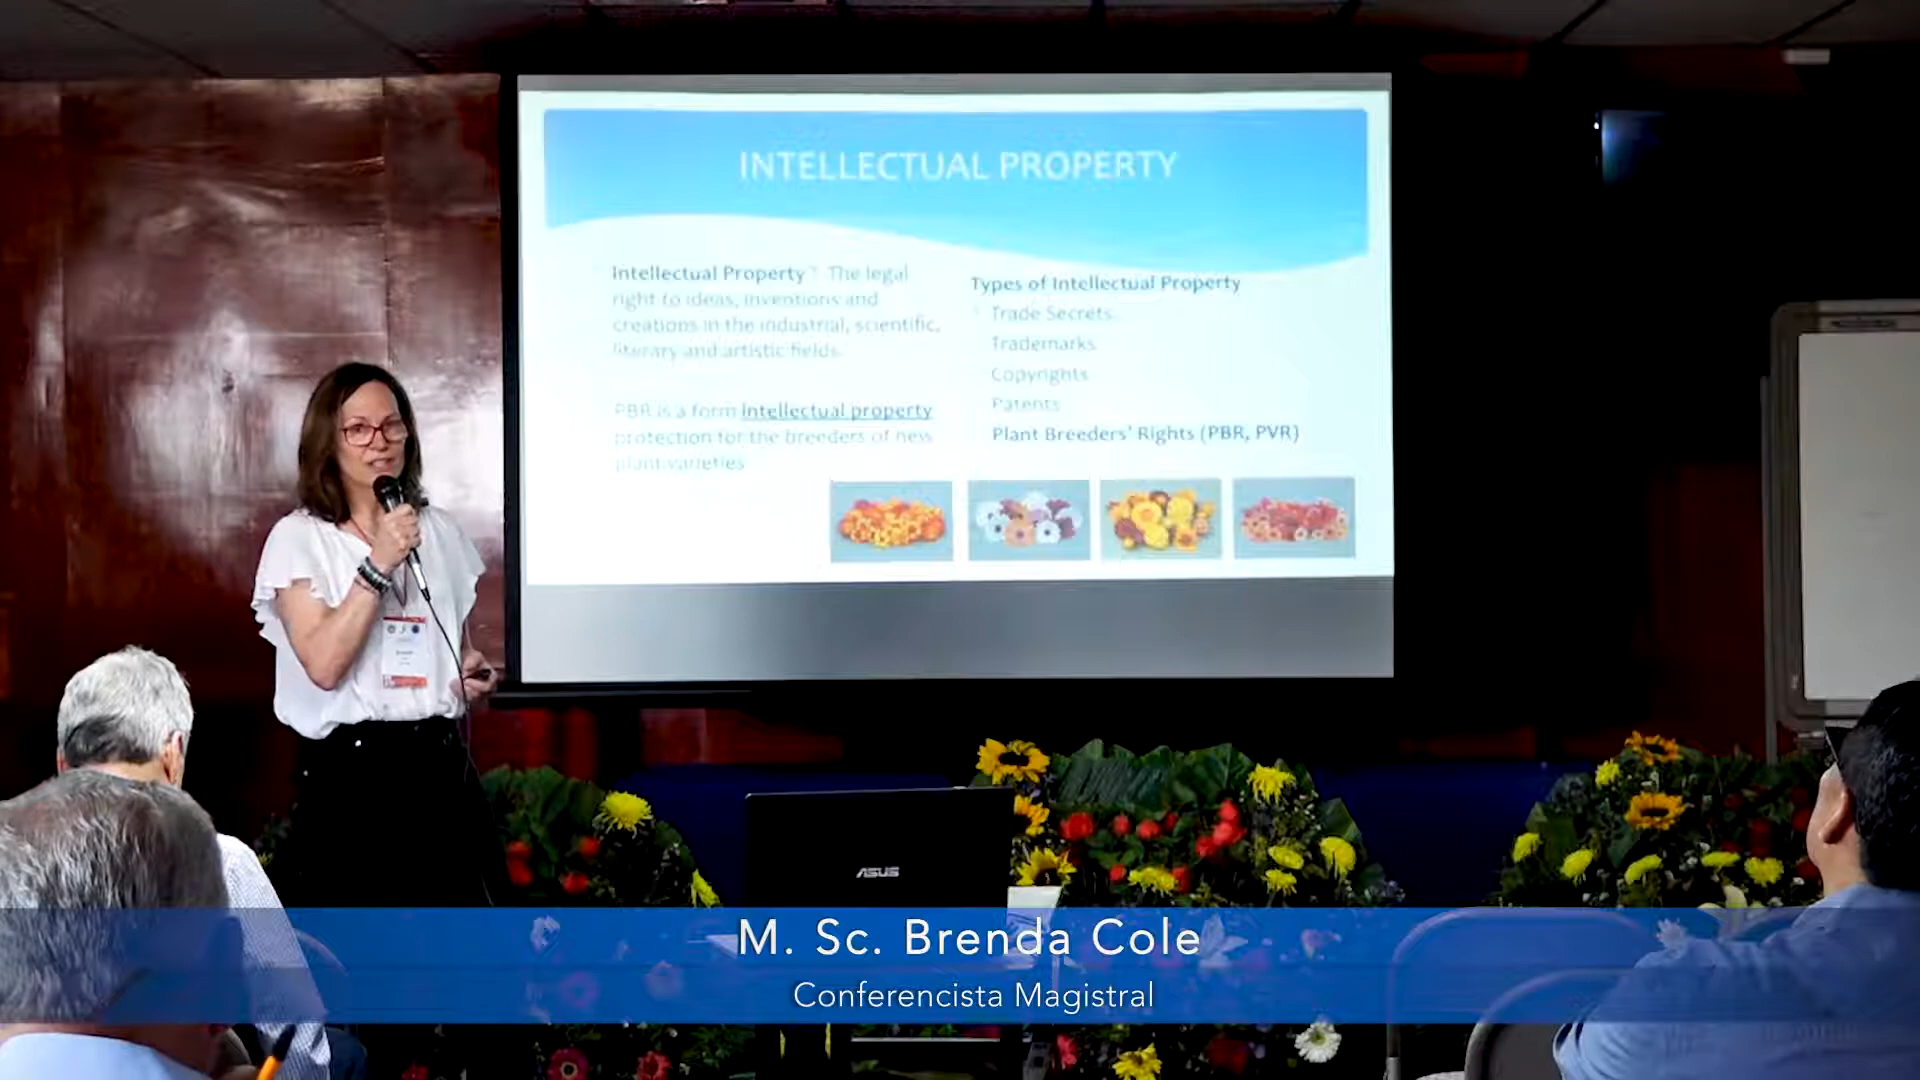 INTELLECTUAL PROPERTY
Intellectual Property The legal
right to ideas, inventions and
creations in the industrial, scientific,
literary and artistic fields.
PBR is a form intellectual property
protection for the breeders of new
plant varieties
Types of Intellectual Property
Trade Secrets
Trademarks
Copyrights
Patents
Plant Breeders' Rights (PBR, PVR)
ASUS
M. Sc. Brenda Cole
Conferencista Magistral